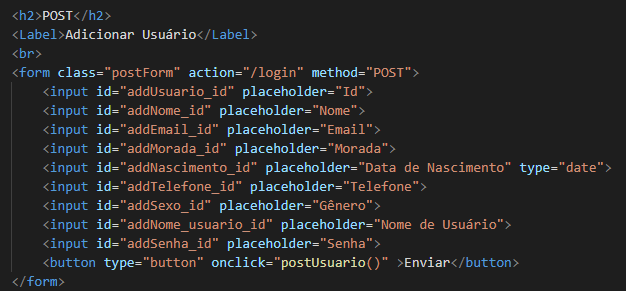 <h2>POST</h2>
<Label>Adicionar Usuário</Label>
<br>
<form class="postForm" action="/login" method="POST">
<input id="addUsuario_id" placeholder="Id">
<input id="addNome_id" placeholder="Nome">
<input id="addEmail_id" placeholder="Email">
<input id="addMorada_id" placeholder="Morada">
<input id="addNascimento_id" placeholder="Data de Nascimento" type="date">
<input id="addTelefone_id" placeholder="Telefone">
<input id="addSexo_id" placeholder="Gênero">
<input id="addNome_usuario_id" placeholder="Nome de Usuário">
<input id="addSenha_id" placeholder="Senha">
<button type="button" onclick="postUsuario()" >Enviar</button>
</form>